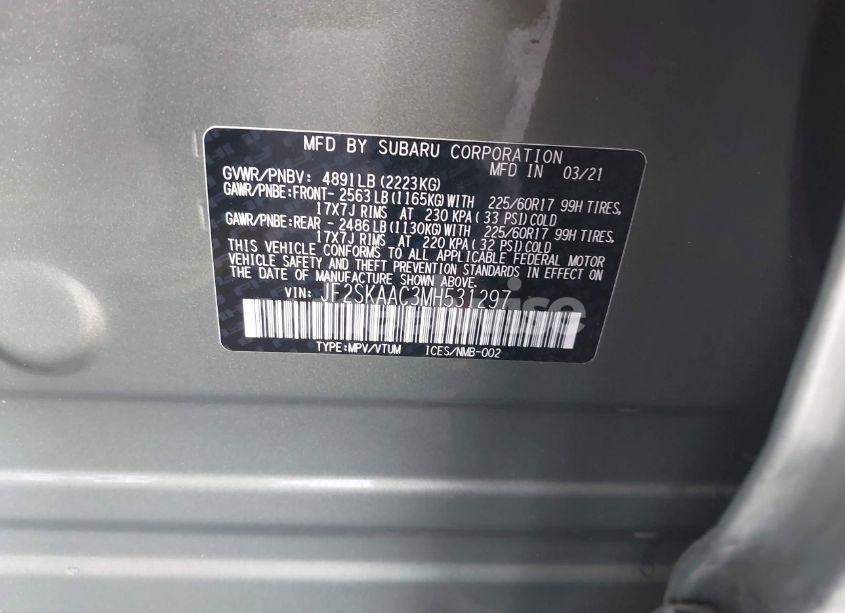 MFD BY SUBARU CORPORATION
MFD IN 03/21
GVWR/PNBV: 4891LB(2223KG)
GAWR/PNBE:FRONT- 2563LB(1165KG)WITH 225/60R17 99H TIRES,
17X7J RIMS AT 230 KPA(33 PSI)COLD
GAWR/PNBE:REAR - 2486LB(1130KG)WITH 225/60R17 99H TIRES,
17X7J RIMS AT 220 KPA(32 PSI)COLD
THIS VEHICLE CONFORMS TO ALL APPLICABLE FEDERAL MOTOR
VEHICLE SAFETY AND THEFT PREVENTION STANDARDS IN EFFECT ON
THE DATE OF MANUFACTURE SHOWN ABOVE.
VIN: JF2SKAAC3MH531297
TYPE:MPV/VTUM ICES/NMB-002